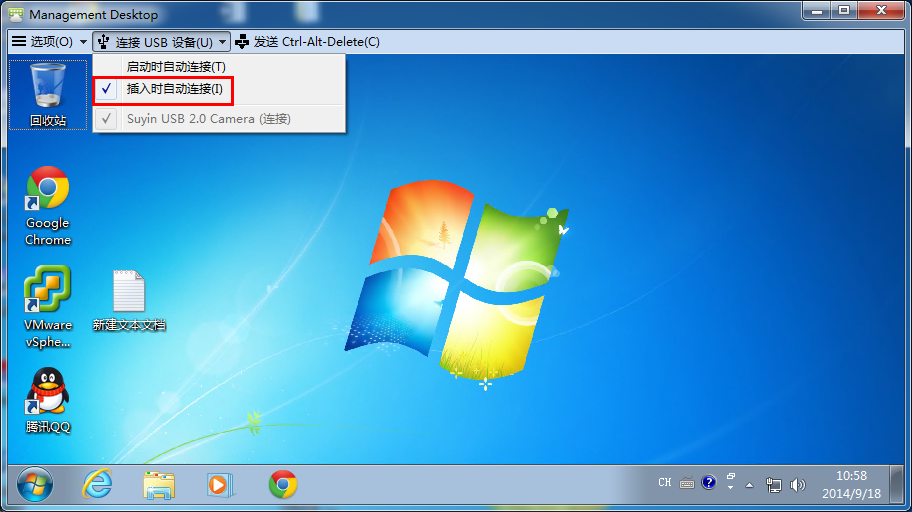 Management Desktop
选项(O) 连接 USB 设备(U) 发送 Ctrl-Alt-Delete(C)
启动时自动连接(T)
插入时自动连接(I)
Suyin USB 2.0 Camera (连接)
回收站
Google
Chrome
VMware
vSphe...
新建文本文档
腾讯QQ
CH
10:58
2014/9/18